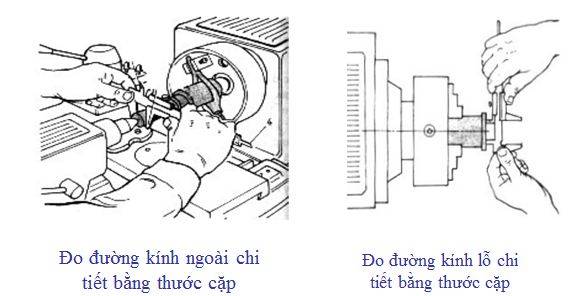 Đo đường kính ngoài chi
tiết bằng thước cặp
Đo đường kính lỗ chi
tiết bằng thước cặp